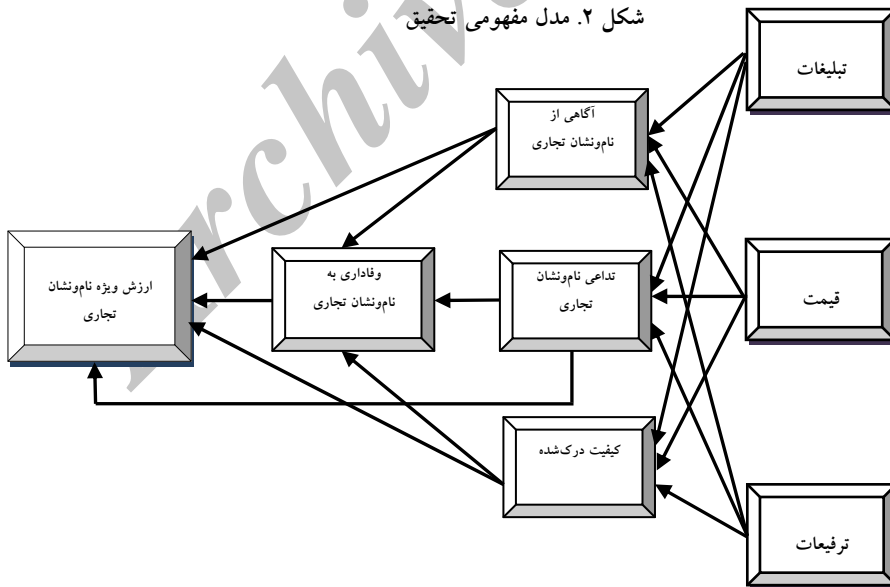 شکل ۲. مدل مفهومی تحقیق
تبلیغات
آگاهی از
نام‌ونشان تجاری
ارزش ویژه نام‌ونشان
تجاری
وفاداری به
نام‌ونشان تجاری
تداعی نام‌ونشان
تجاری
قیمت
کیفیت درک‌شده
ترفیعات
Archive